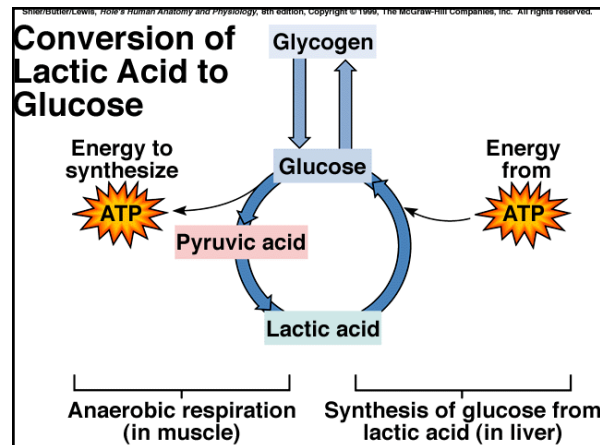 Shier/Butler/Lewis, Hole's Human Anatomy and Physiology, 8th edition, Copyright © 1999, The McGraw-Hill Companies, Inc. All rights reserved.
Conversion of
Lactic Acid to
Glucose
Glycogen
Energy to
synthesize
ATP
Glucose
Energy
from
ATP
Pyruvic acid
Lactic acid
Anaerobic respiration
(in muscle)
Synthesis of glucose from
lactic acid (in liver)